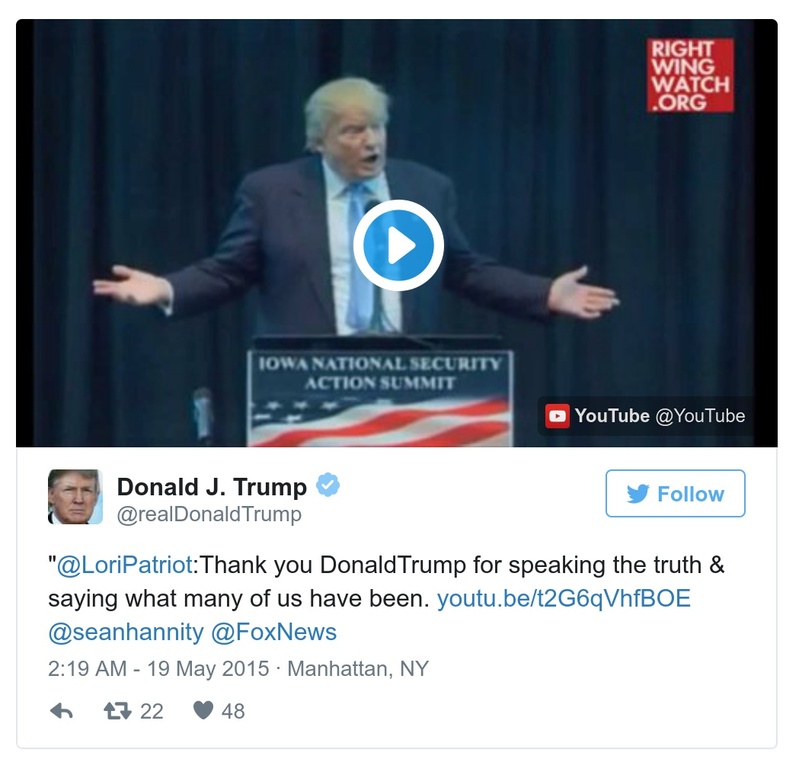 RIGHT
WING
WATCH
.ORG
IOWA NATIONAL SECURITY
ACTION SUMMIT
YouTube @YouTube
Donald J. Trump
@realDonaldTrump
Follow
"@LoriPatriot:Thank you DonaldTrump for speaking the truth &
saying what many of us have been. youtu.be/t2G6qVhfBOE
@seanhannity @FoxNews
2:19 AM - 19 May 2015 · Manhattan, NY
22 48